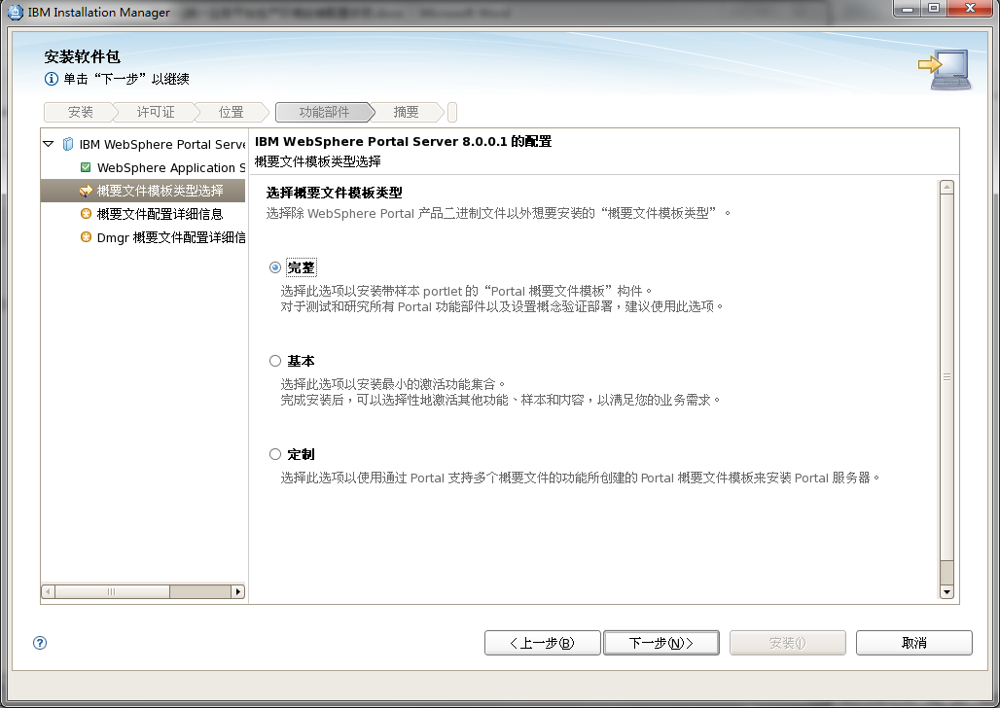 IBM Installation Manager
安装软件包
单击“下一步”以继续
安装
许可证
位置
功能部件
摘要
IBM WebSphere Portal Serve
WebSphere Application S
概要文件模板类型选择
概要文件配置详细信息
Dmgr 概要文件配置详细信
IBM WebSphere Portal Server 8.0.0.1 的配置
概要文件模板类型选择
选择概要文件模板类型
选择除 WebSphere Portal 产品二进制文件以外想要安装的“概要文件模板类型”。
完整
选择此选项以安装带样本 portlet 的“Portal 概要文件模板”构件。
对于测试和研究所有 Portal 功能部件以及设置概念验证部署，建议使用此选项。
基本
选择此选项以安装最小的激活功能集合。
完成安装后，可以选择性地激活其他功能、样本和内容，以满足您的业务需求。
定制
选择此选项以使用通过 Portal 支持多个概要文件的功能所创建的 Portal 概要文件模板来安装 Portal 服务器。
<上一步(B)
下一步(N)>
安装(I)
取消